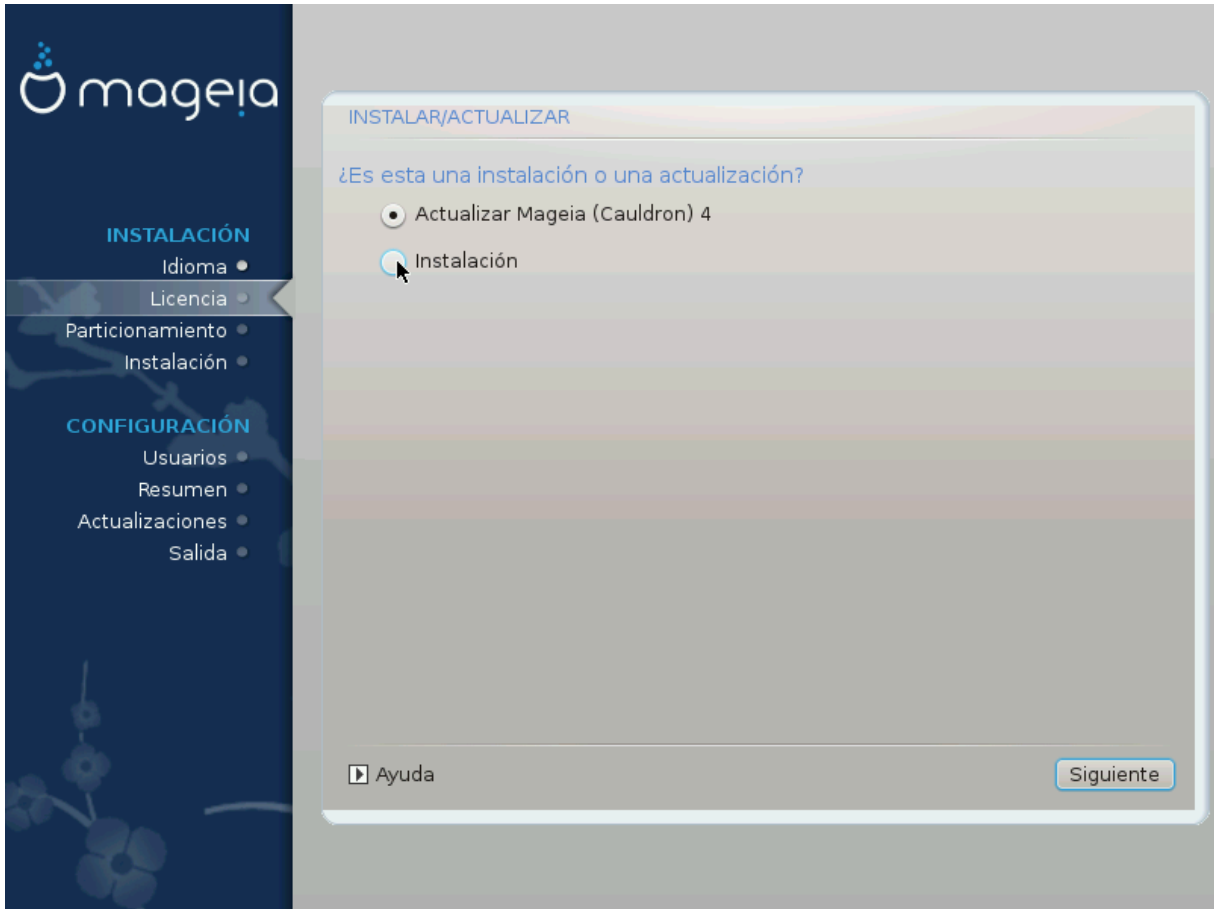 mageia
INSTALACIÓN
Idioma
Licencia
Particionamiento
Instalación
CONFIGURACIÓN
Usuarios
Resumen
Actualizaciones
Salida
INSTALAR/ACTUALIZAR
¿Es esta una instalación o una actualización?
Actualizar Mageia (Cauldron) 4
Instalación
Ayuda
Siguiente